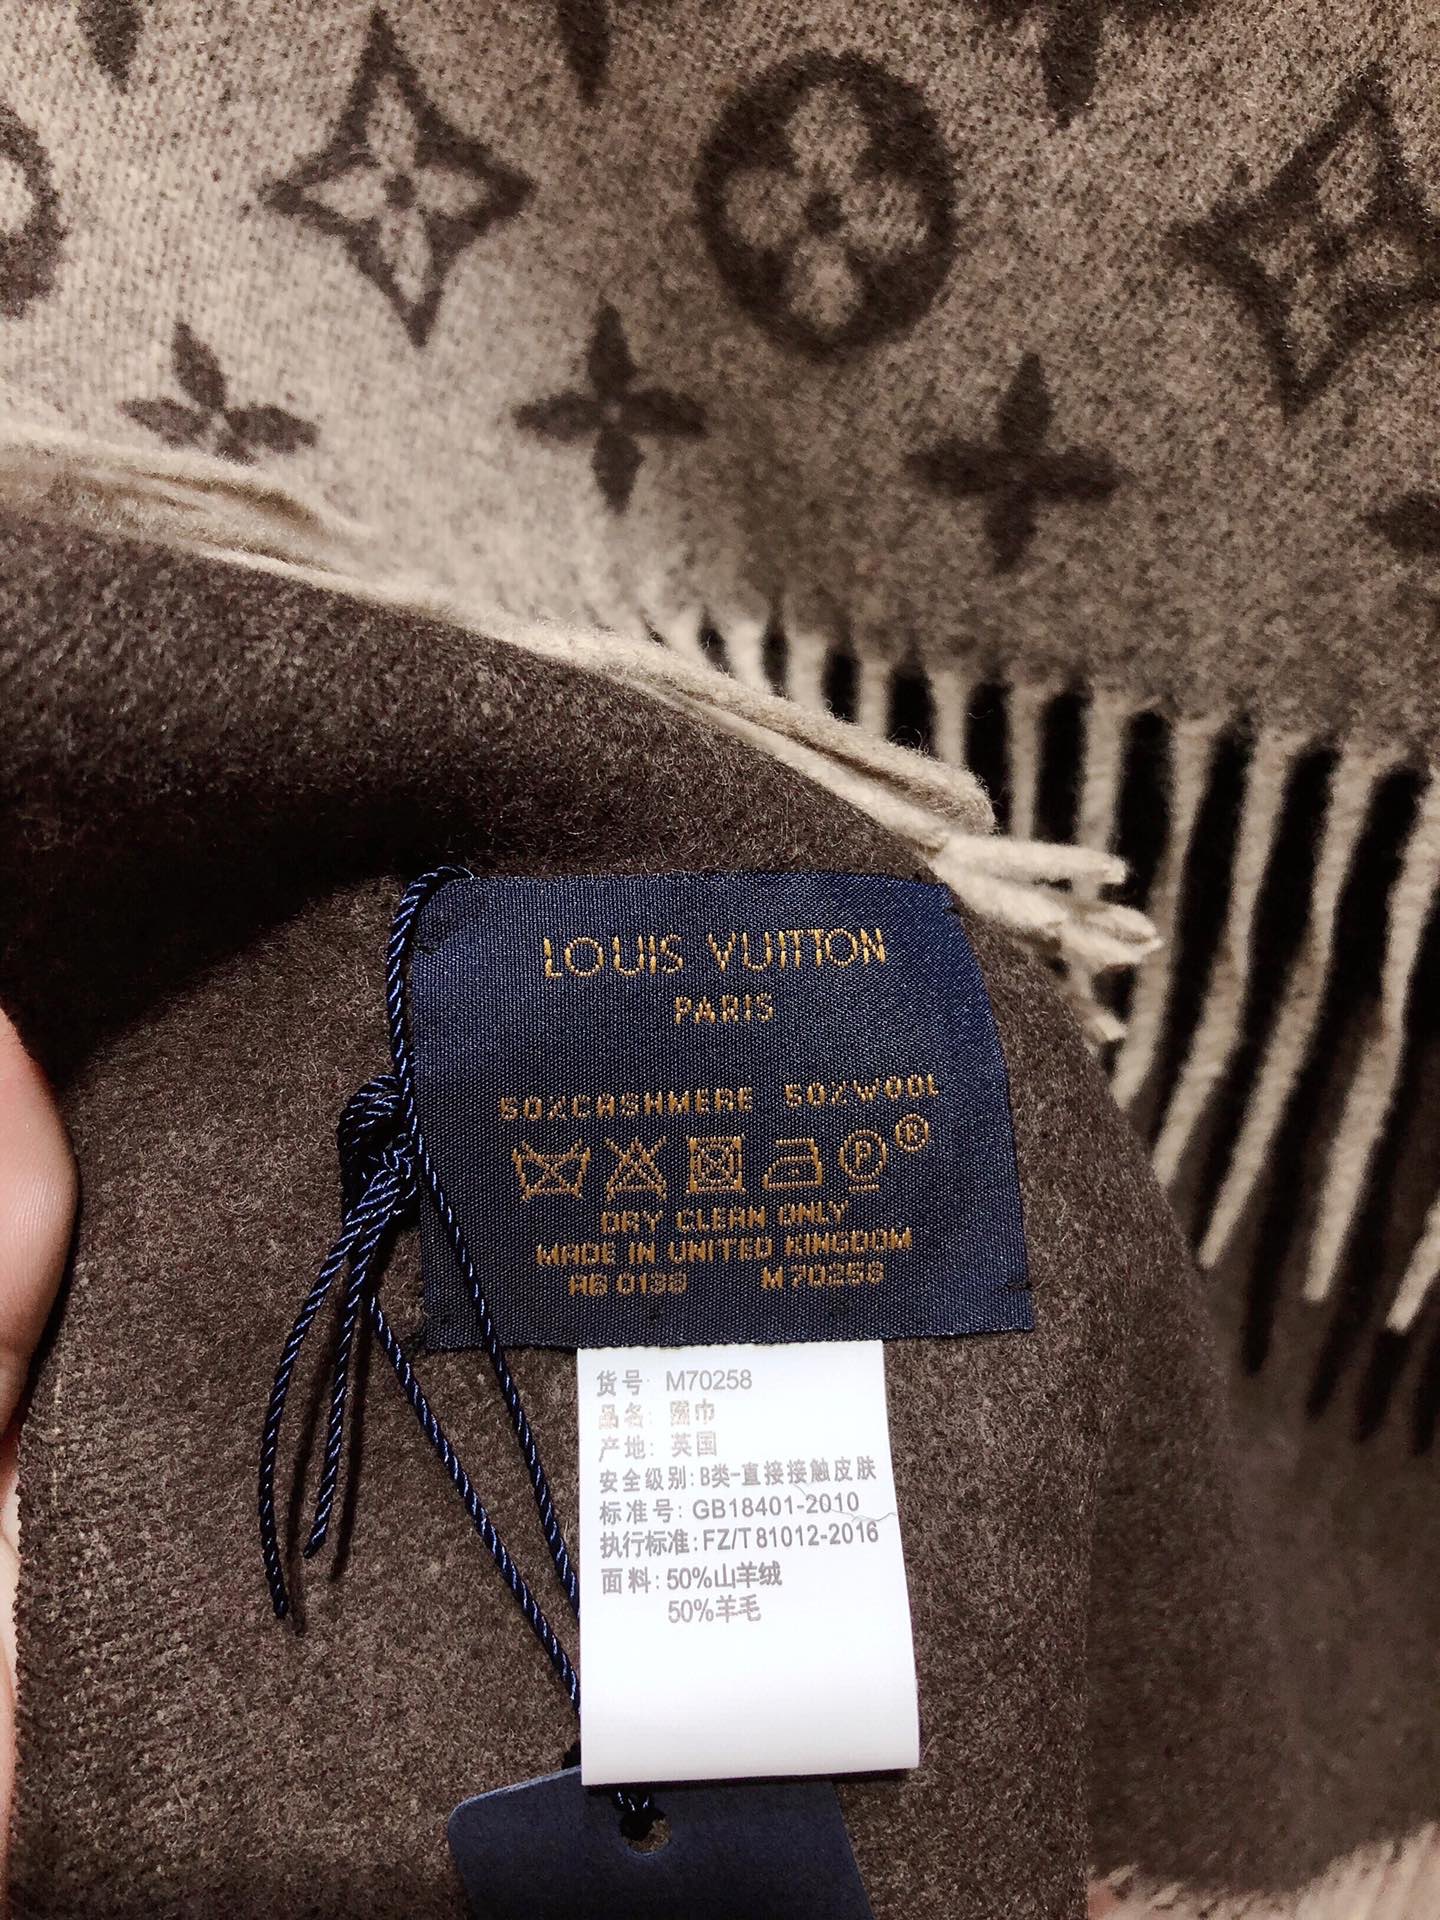 LOUIS VUITTON
PARIS
50%CASHMERE 50%WOOL
P ®
DRY CLEAN ONLY
MADE IN UNITED KINGDOM
M70258
货号: M70258
品名: 围巾
产地: 英国
安全级别: B类-直接接触皮肤
标准号: GB18401-2010
执行标准: FZ/T 81012-2016
面料: 50%山羊绒
50%羊毛